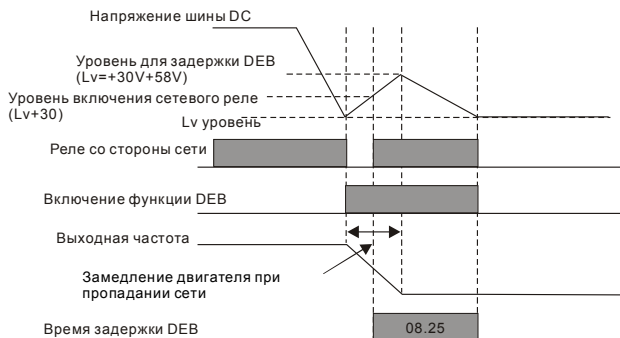 Напряжение шины DC
Уровень для задержки DEB
(Lv=+30V+58V)
Уровень включения сетевого реле
(Lv+30)
Lv уровень
Реле со стороны сети
Включение функции DEB
Выходная частота
Замедление двигателя при
пропадании сети
Время задержки DEB
08.25